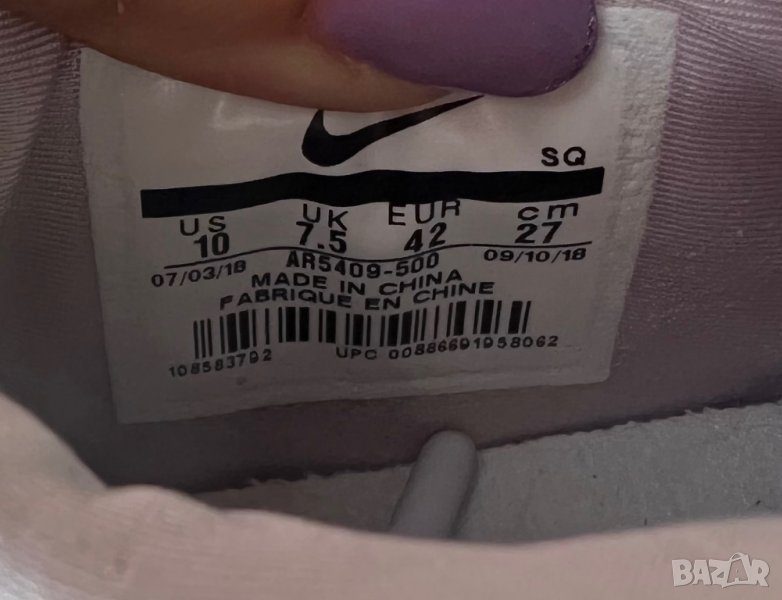 SQ
US UK EUR cm
10 7.5 42 27
07/03/18 AR5409-500 09/10/18
MADE IN CHINA
FABRIQUE EN CHINE
108583792 UPC 00886691958062
BAZAR